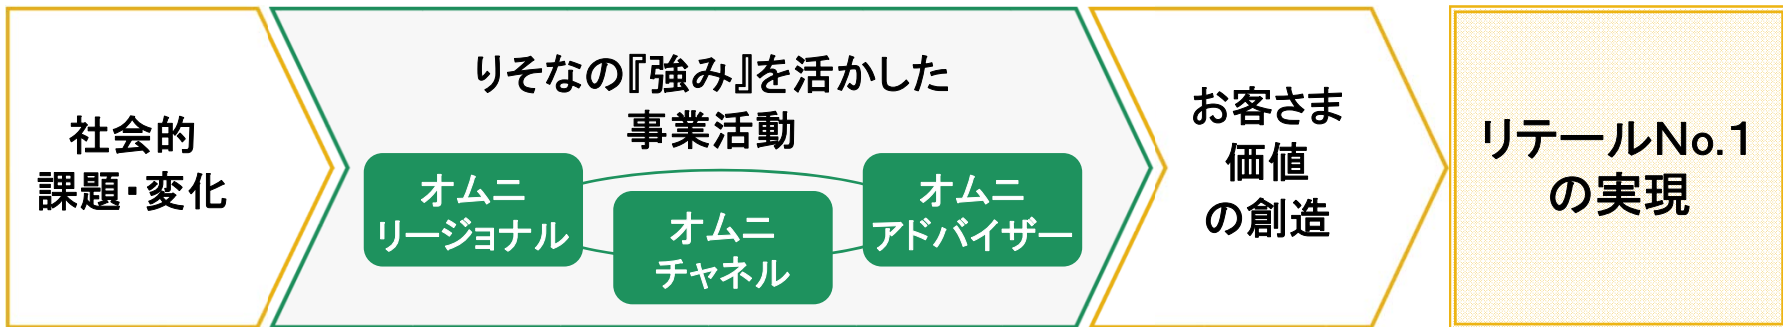 社会的
課題・変化
りそなの『強み』を活かした
事業活動
オムニ
リージョナル
オムニ
チャネル
オムニ
アドバイザー
お客さま
価値
の創造
リテールNo.1
の実現